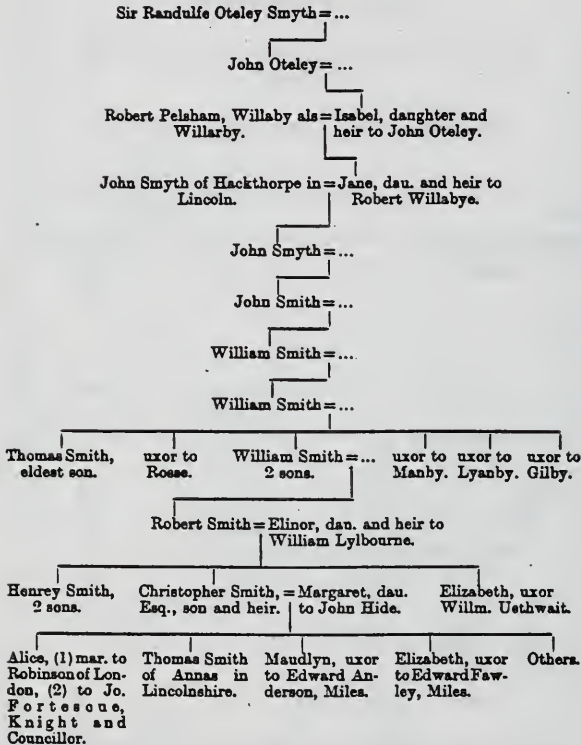 Sir Randulfe Oteley Smyth=...
John Oteley=...
Robert Pelsham, Willaby als=Isabel, daughter and
Willarby. heir to John Oteley.
John Smyth of Hackthorpe in=Jane, dau. and heir to
Lincoln. Robert Willabye.
John Smyth=...
John Smith=...
William Smith=...
William Smith=...
Thomas Smith, uxor to William Smith=... uxor to uxor to uxor to
eldest son. Rosse. 2 sons. Manby. Lyanby. Gilby.
Robert Smith=Elinor, dau. and heir to
William Lylbourne.
Henrey Smith, Christopher Smith,=Margaret, dau. Elizabeth, uxor
2 sons. Esq., son and heir. to John Hide. Willm. Uethwait.
Alice, (1) mar. to Thomas Smith Maudlyn, uxor Elizabeth, uxor Others.
Robinson of Lon- of Annas in to Edward An- to Edward Faw-
don, (2) to Jo. Lincolnshire. derson, Miles. ley, Miles.
Fortescue,
Knight and
Councillor.